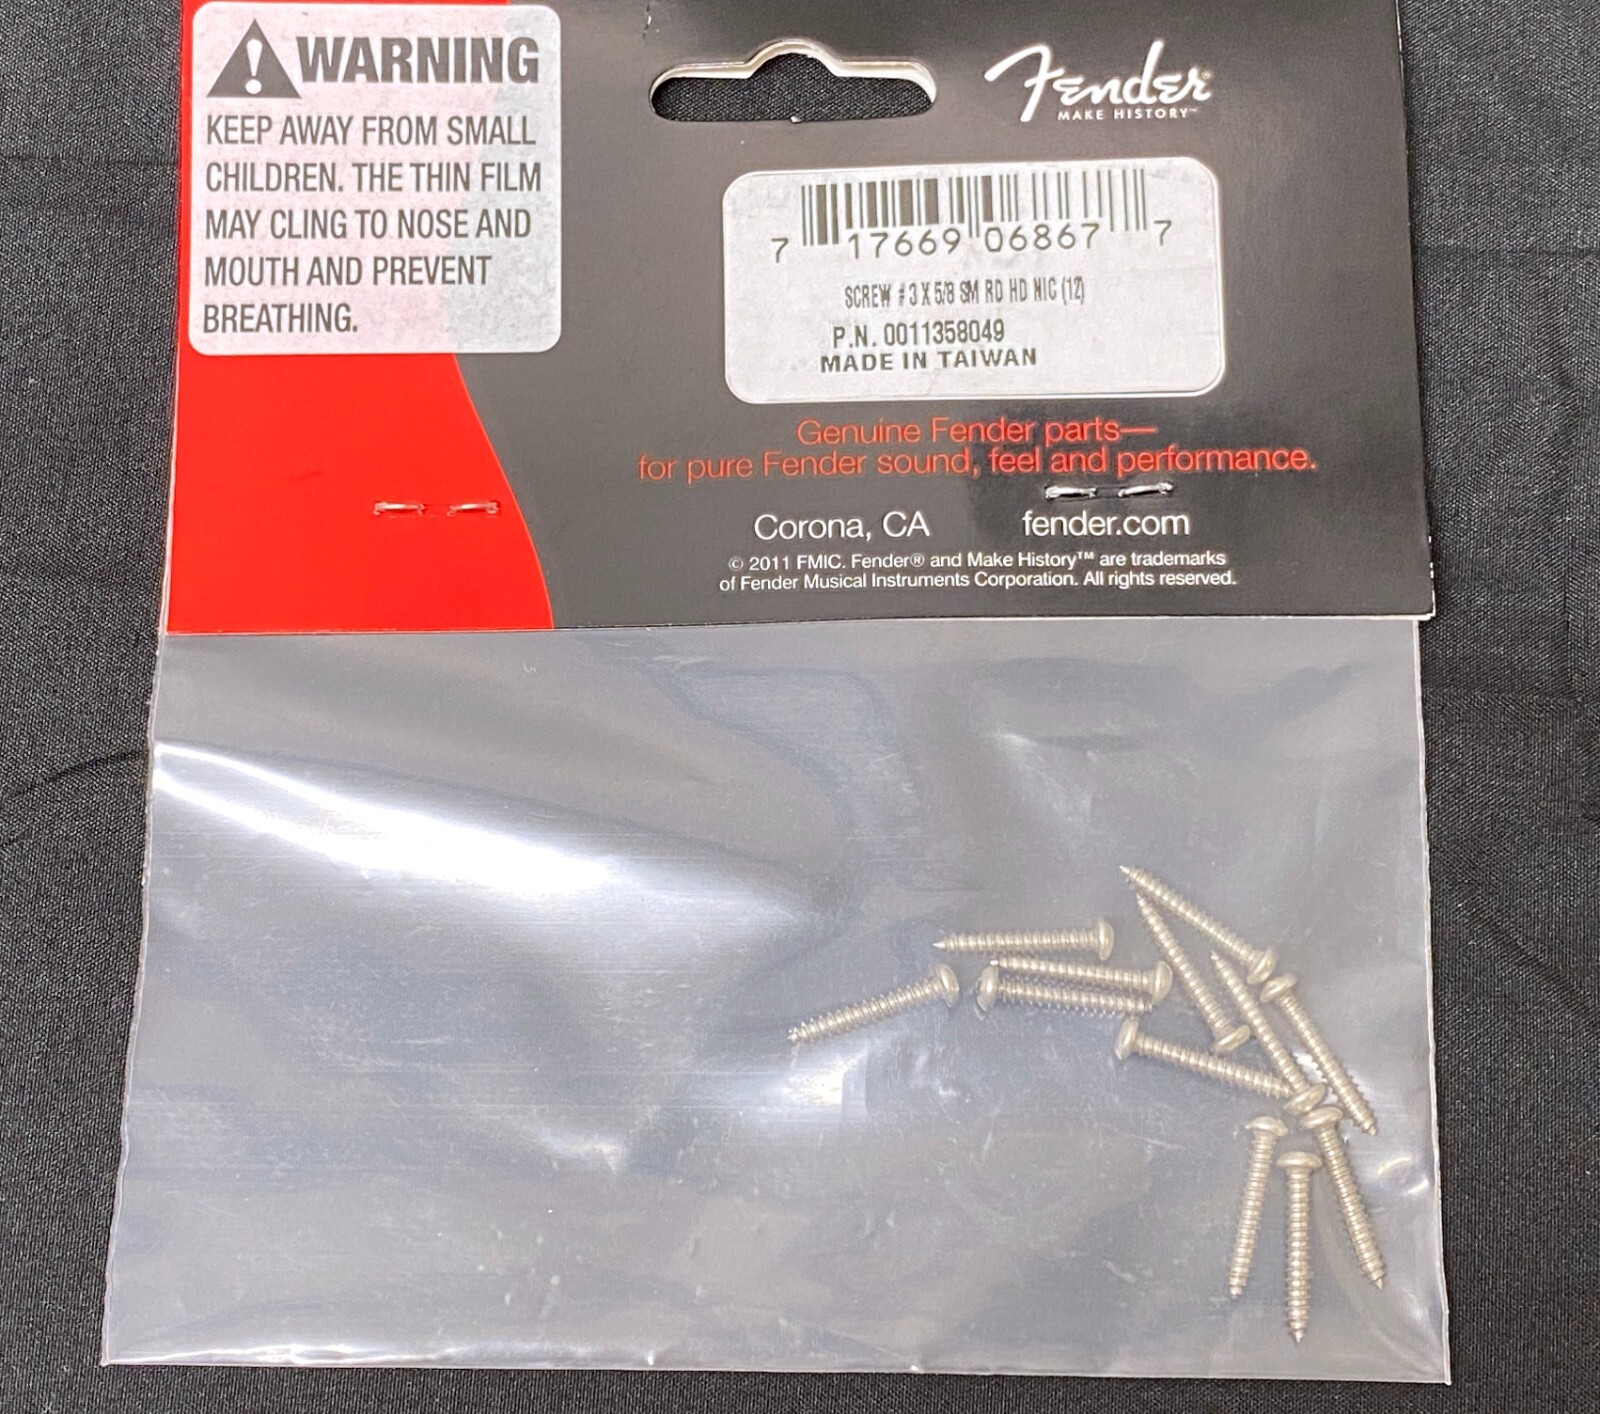 WARNING
KEEP AWAY FROM SMALL
CHILDREN. THE THIN FILM
MAY CLING TO NOSE AND
MOUTH AND PREVENT
BREATHING.
Fender®
MAKE HISTORY™
7 17669 06867 7
SCREW #3 X 5/8 SM RD HD NIC (12)
P.N. 0011358049
MADE IN TAIWAN
Genuine Fender parts—
for pure Fender sound, feel and performance.
Corona, CA fender.com
© 2011 FMIC. Fender® and Make History™ are trademarks
of Fender Musical Instruments Corporation. All rights reserved.